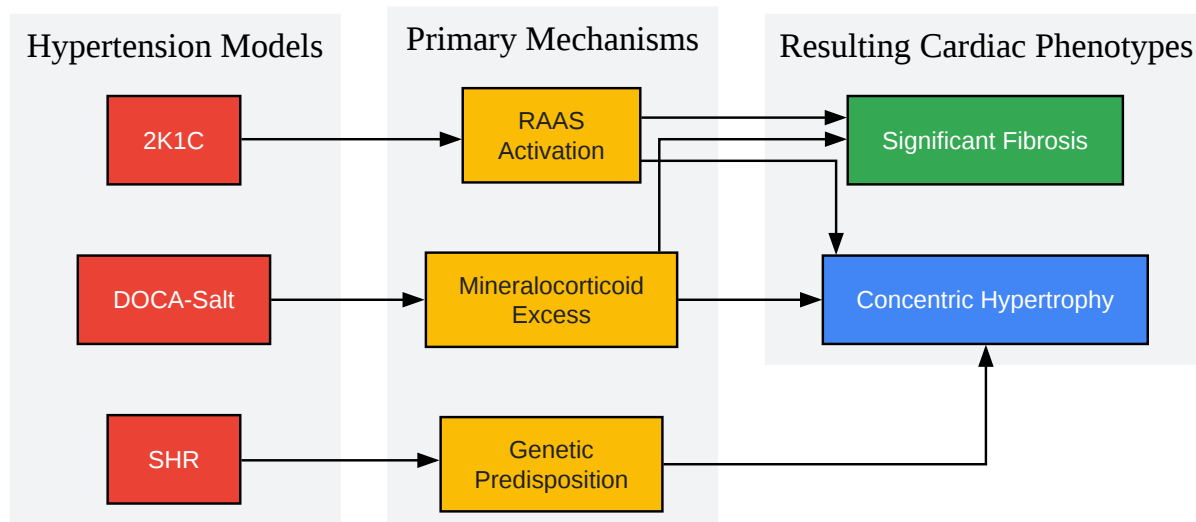 Hypertension Models
Primary Mechanisms
Resulting Cardiac Phenotypes
2K1C
RAAS
Activation
Significant Fibrosis
DOCA-Salt
Mineralocorticoid
Excess
Concentric Hypertrophy
SHR
Genetic
Predisposition